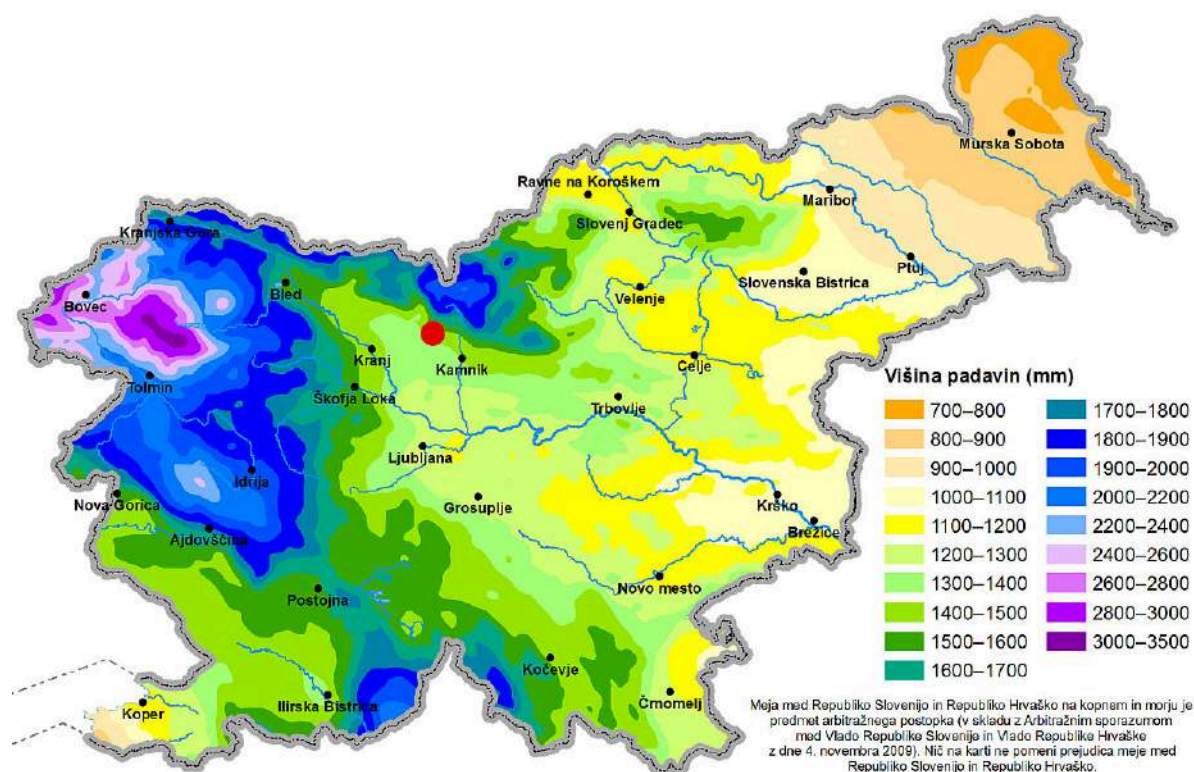 Murska Sobota
Ravne na Koroškem
Maribor
Slovenj Gradec
Kranjska Gora
Ptuj
Slovenska Bistrica
Bled
Velenje
Bovec
Kranj
Kamnik
Celje
Tolmin
Škofja Loka
Trbovlje
Ljubljana
Idrija
Nova Gorica
Grosuplje
Krško
Ajdovščina
Brežice
Postojna
Novo mesto
Kočevje
Črnomelj
Ilirska Bistrica
Koper
Višina padavin (mm)
700–800
800–900
900–1000
1000–1100
1100–1200
1200–1300
1300–1400
1400–1500
1500–1600
1600–1700
1700–1800
1800–1900
1900–2000
2000–2200
2200–2400
2400–2600
2600–2800
2800–3000
3000–3500
Meja med Republiko Slovenijo in Republiko Hrvaško na kopnem in morju je
predmet arbitražnega postopka (v skladu z Arbitražnim sporazumom
med Vlado Republike Slovenije in Vlado Republike Hrvaške
z dne 4. novembra 2009). Nič na karti ne pomeni prejudica meje med
Republiko Slovenijo in Republiko Hrvaško.